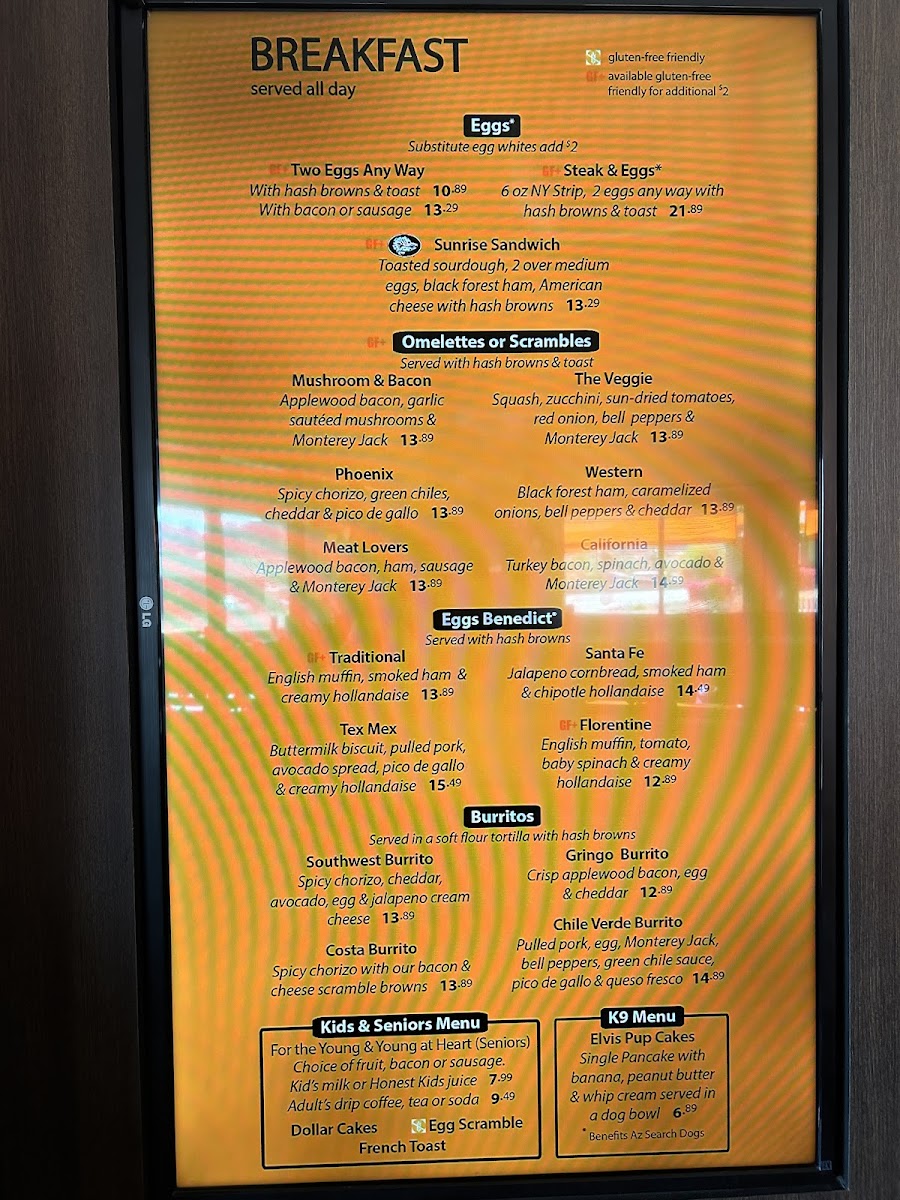 BREAKFAST
served all day
gluten-free friendly
GF+ available gluten-free
friendly for additional $2
Eggs*
Substitute egg whites add $2
GF+ Two Eggs Any Way
With hash browns & toast 10.89
With bacon or sausage 13.29
GF+ Steak & Eggs*
6 oz NY Strip, 2 eggs any way with
hash browns & toast 21.89
GF+ Sunrise Sandwich
Toasted sourdough, 2 over medium
eggs, black forest ham, American
cheese with hash browns 13.29
GF+ Omelettes or Scrambles
Served with hash browns & toast
Mushroom & Bacon
Applewood bacon, garlic
sautéed mushrooms &
Monterey Jack 13.89
The Veggie
Squash, zucchini, sun-dried tomatoes,
red onion, bell peppers &
Monterey Jack 13.89
Phoenix
Spicy chorizo, green chiles,
cheddar & pico de gallo 13.89
Western
Black forest ham, caramelized
onions, bell peppers & cheddar 13.89
Meat Lovers
Applewood bacon, ham, sausage
& Monterey Jack 13.89
California
Turkey bacon, spinach, avocado &
Monterey Jack 14.59
Eggs Benedict*
Served with hash browns
GF+ Traditional
English muffin, smoked ham &
creamy hollandaise 13.89
Santa Fe
Jalapeno cornbread, smoked ham
& chipotle hollandaise 14.49
Tex Mex
Buttermilk biscuit, pulled pork,
avocado spread, pico de gallo
& creamy hollandaise 15.49
GF+ Florentine
English muffin, tomato,
baby spinach & creamy
hollandaise 12.89
Burritos
Served in a soft flour tortilla with hash browns
Southwest Burrito
Spicy chorizo, cheddar,
avocado, egg & jalapeno cream
cheese 13.89
Gringo Burrito
Crisp applewood bacon, egg
& cheddar 12.89
Costa Burrito
Spicy chorizo with our bacon &
cheese scramble browns 13.89
Chile Verde Burrito
Pulled pork, egg, Monterey Jack,
bell peppers, green chile sauce,
pico de gallo & queso fresco 14.89
Kids & Seniors Menu
For the Young & Young at Heart (Seniors)
Choice of fruit, bacon or sausage.
Kid's milk or Honest Kids juice 7.99
Adult's drip coffee, tea or soda 9.49
Dollar Cakes
Egg Scramble
French Toast
K9 Menu
Elvis Pup Cakes
Single Pancake with
banana, peanut butter
& whip cream served in
a dog bowl 6.89
* Benefits Az Search Dogs
LG